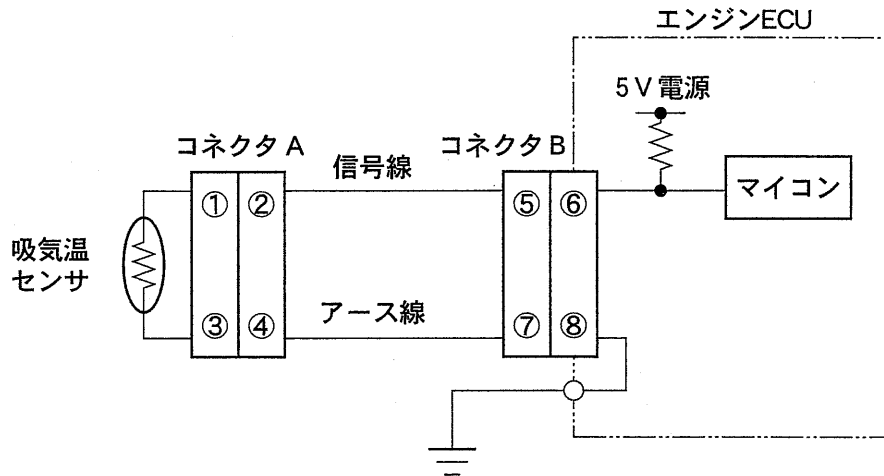 エンジンECU
5V電源
コネクタA
信号線
コネクタB
マイコン
① ② ⑤ ⑥
吸気温
センサ
アース線
③ ④ ⑦ ⑧